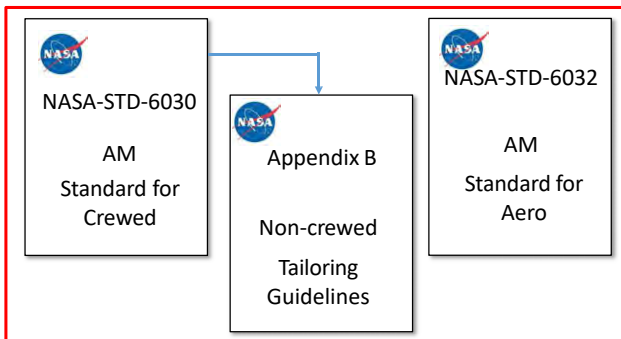 NASA
NASA-STD-6030
AM
Standard for
Crewed
NASA
Appendix B
Non-crewed
Tailoring
Guidelines
NASA
NASA-STD-6032
AM
Standard for
Aero